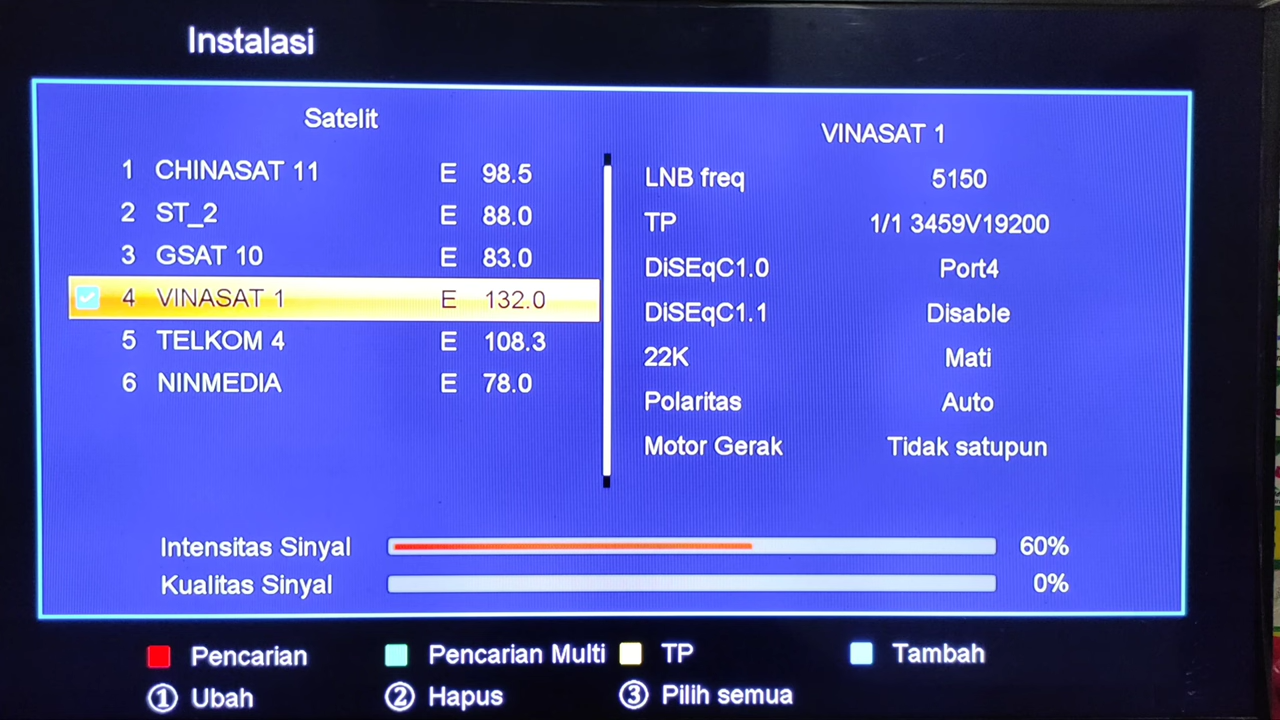 Instalasi
Satelit
1 CHINASAT 11 E 98.5
2 ST_2 E 88.0
3 GSAT 10 E 83.0
4 VINASAT 1 E 132.0
5 TELKOM 4 E 108.3
6 NINMEDIA E 78.0
VINASAT 1
LNB freq 5150
TP 1/1 3459V19200
DiSEqC1.0 Port4
DiSEqC1.1 Disable
22K Mati
Polaritas Auto
Motor Gerak Tidak satupun
Intensitas Sinyal 60%
Kualitas Sinyal 0%
Pencarian Pencarian Multi TP Tambah
① Ubah ② Hapus ③ Pilih semua